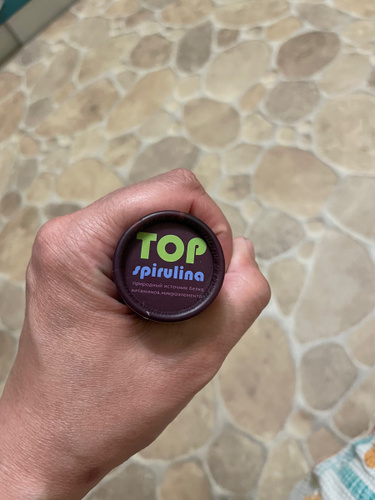 TOP
spirulina
природный источник белка,
витаминов, микроэлементов